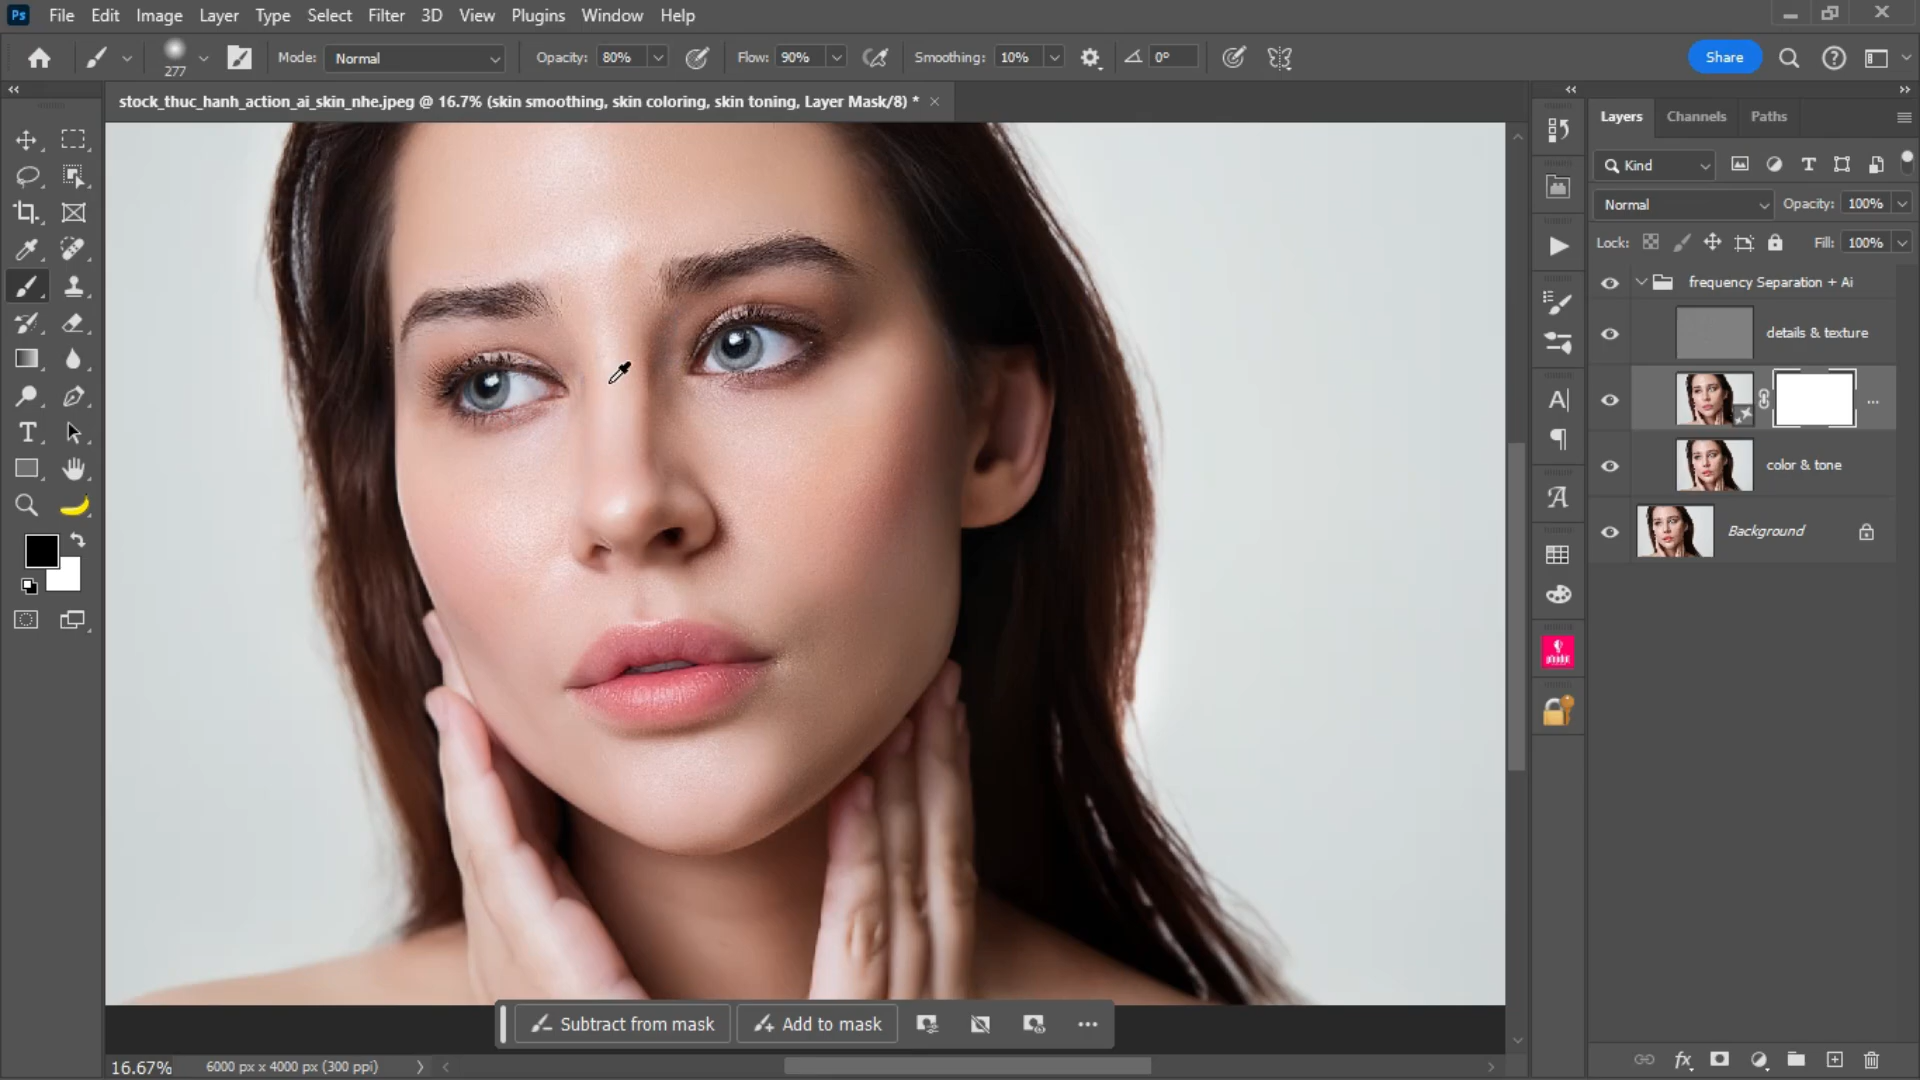 Ps File Edit Image Layer Type Select Filter 3D View Plugins Window Help
277 Mode: Normal Opacity: 80% Flow: 90% Smoothing: 10% 0° Share
stock_thuc_hanh_action_ai_skin_nhe.jpeg @ 16.7% (skin smoothing, skin coloring, skin toning, Layer Mask/8) *
Layers Channels Paths
Kind
Normal Opacity: 100%
Lock: Fill: 100%
frequency Separation + Ai
details & texture
color & tone
Background
Subtract from mask Add to mask
16.67% 6000 px x 4000 px (300 ppi)